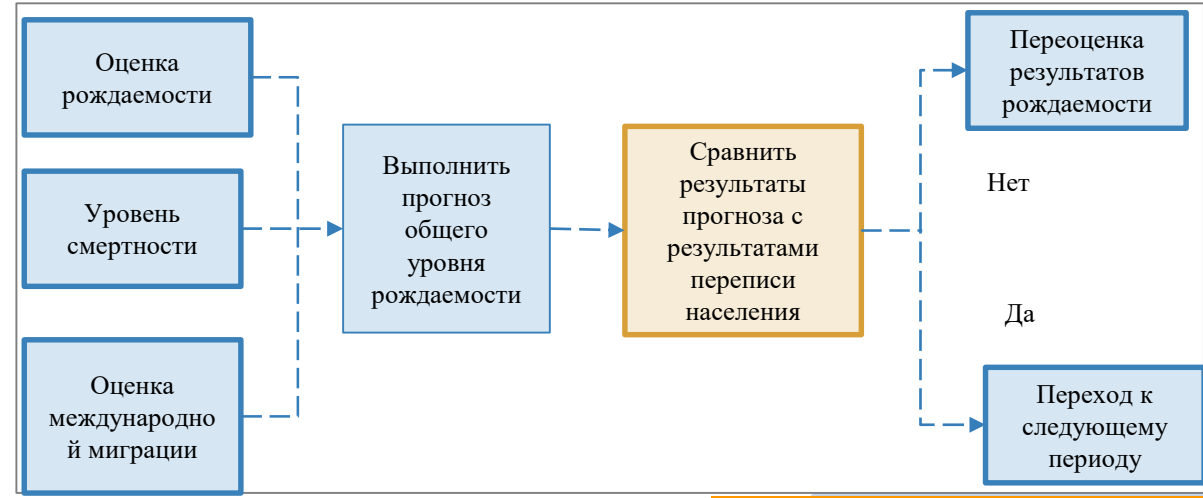 Оценка
рождаемости
Уровень
смертности
Оценка
международно
й миграции
Выполнить
прогноз
общего
уровня
рождаемости
Сравнить
результаты
прогноза с
результатами
переписи
населения
Переоценка
результатов
рождаемости
Нет
Да
Переход к
следующему
периоду